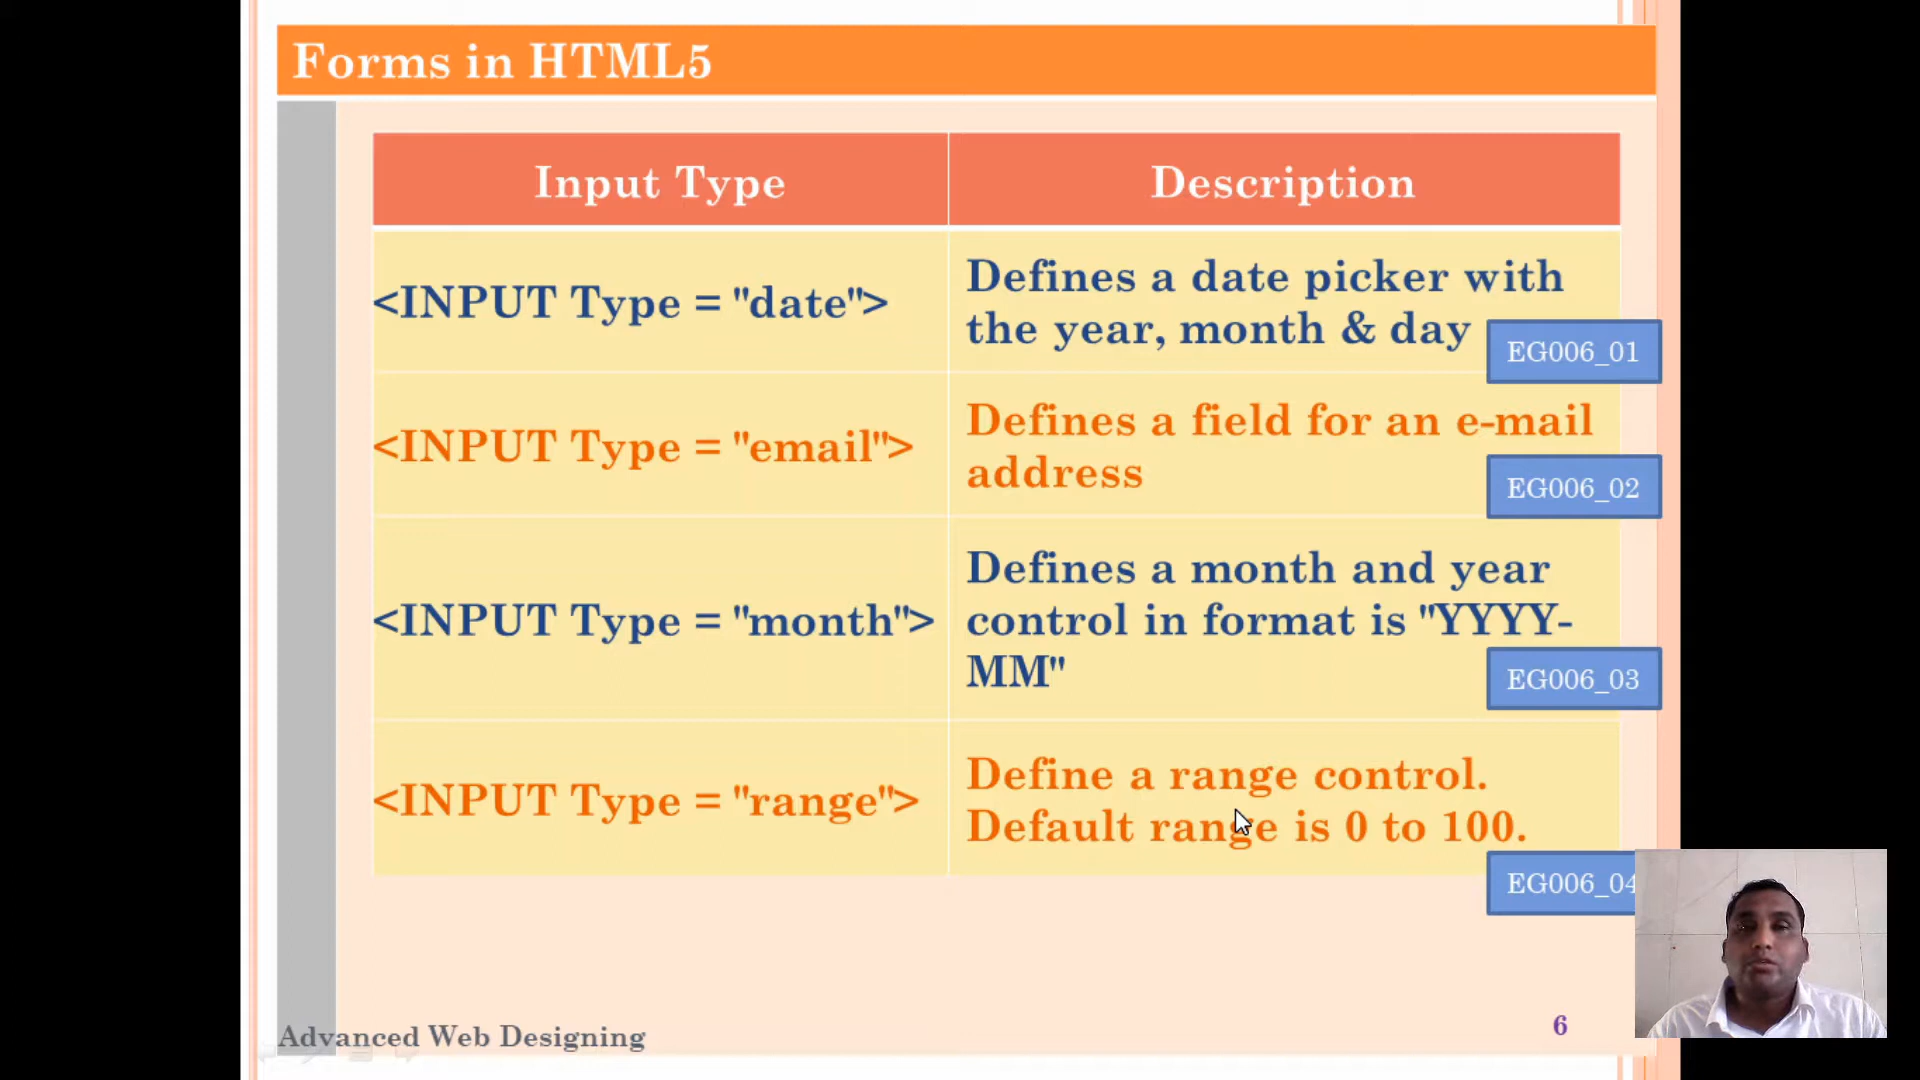 Forms in HTML5
Input Type
Description
<INPUT Type = "date">
Defines a date picker with
the year, month & day
EG006_01
<INPUT Type = "email">
Defines a field for an e-mail
address
EG006_02
<INPUT Type = "month">
Defines a month and year
control in format is "YYYY-
MM"
EG006_03
<INPUT Type = "range">
Define a range control.
Default range is 0 to 100.
EG006_04
Advanced Web Designing
6